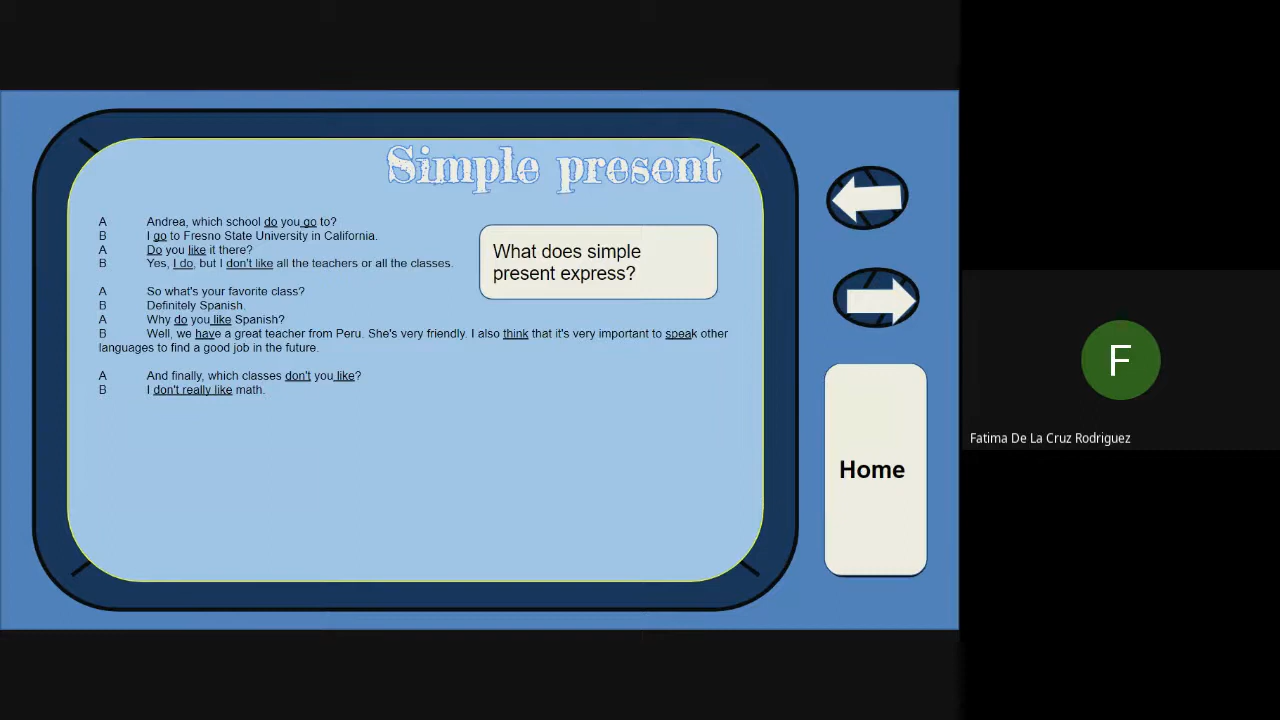 Simple present
A Andrea, which school do you go to?
B I go to Fresno State University in California.
A Do you like it there?
B Yes, I do, but I don't like all the teachers or all the classes.
What does simple
present express?
A So what's your favorite class?
B Definitely Spanish.
A Why do you like Spanish?
B Well, we have a great teacher from Peru. She's very friendly. I also think that it's very important to speak other
languages to find a good job in the future.
A And finally, which classes don't you like?
B I don't really like math.
Home
F
Fatima De La Cruz Rodriguez